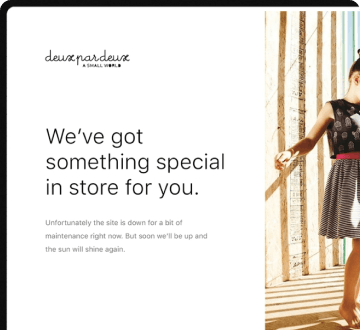 deux par deux
A SMALL WORLD
We've got
something special
in store for you.
Unfortunately the site is down for a bit of
maintenance right now. But soon we'll be up and
the sun will shine again.